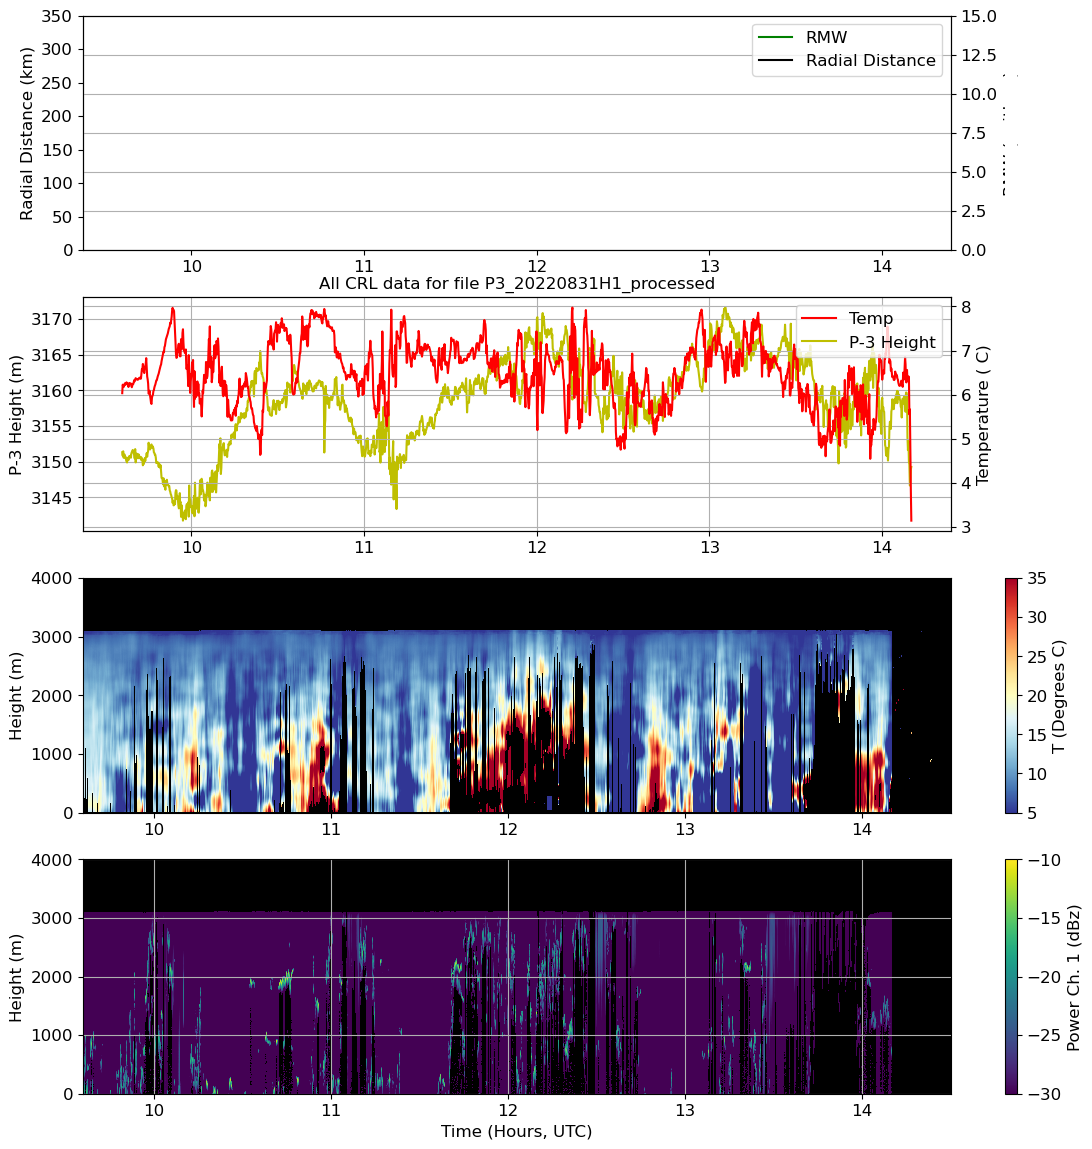 350
300
250
200
150
100
50
0
Radial Distance (km)
15.0
12.5
10.0
7.5
5.0
2.5
0.0
RMW
Radial Distance
10 11 12 13 14
All CRL data for file P3_20220831H1_processed
3170
3165
3160
3155
3150
3145
P-3 Height (m)
8
7
6
5
4
3
Temperature ( C)
Temp
P-3 Height
10 11 12 13 14
4000
3000
2000
1000
0
Height (m)
10 11 12 13 14
35
30
25
20
15
10
5
T (Degrees C)
4000
3000
2000
1000
0
Height (m)
10 11 12 13 14
Time (Hours, UTC)
−10
−15
−20
−25
−30
Power Ch. 1 (dBz)